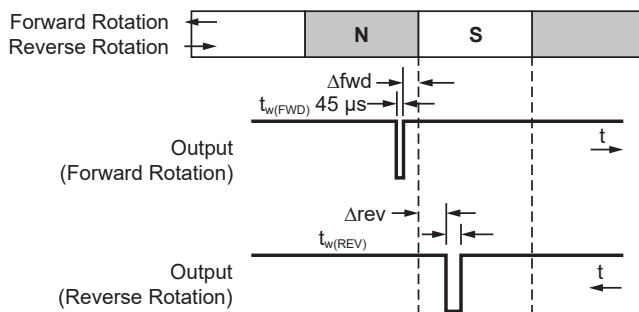 Forward Rotation
Reverse Rotation
N
S
Δfwd
tw(FWD) 45 µs
t
Output
(Forward Rotation)
Δrev
tw(REV)
t
Output
(Reverse Rotation)